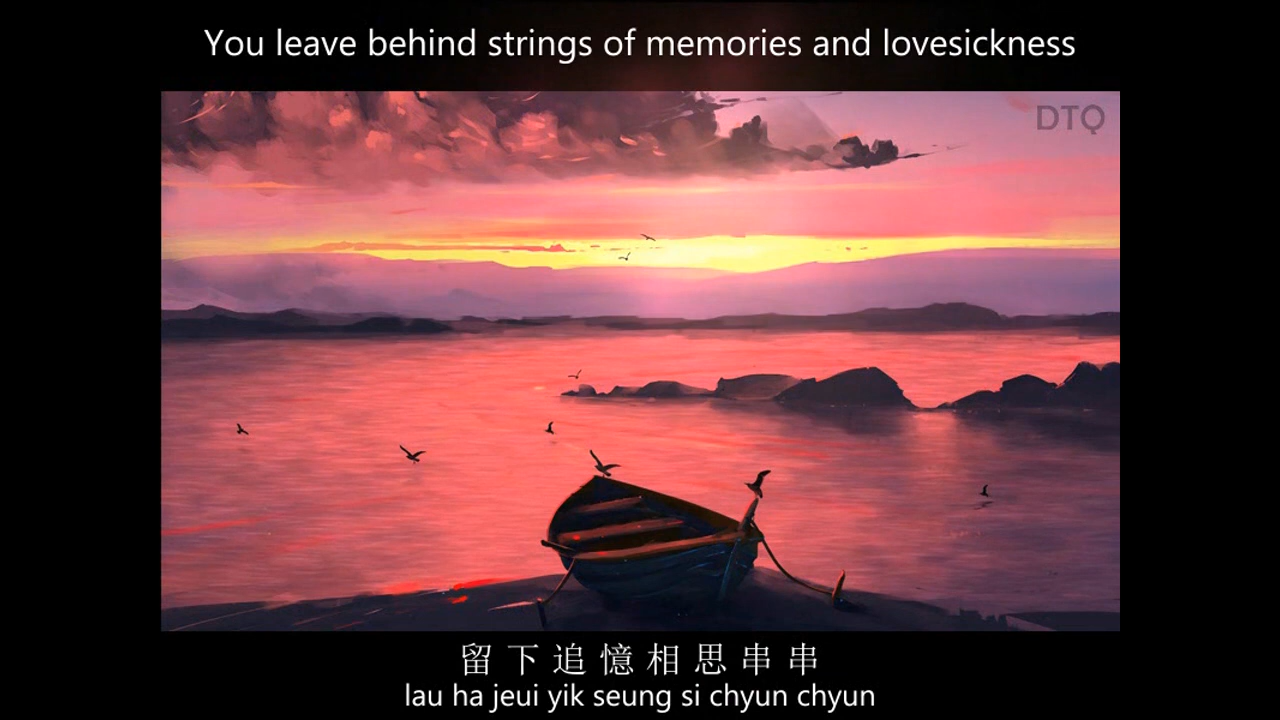 You leave behind strings of memories and lovesickness
DTQ
留下追憶相思串串
lau ha jeui yik seung si chyun chyun